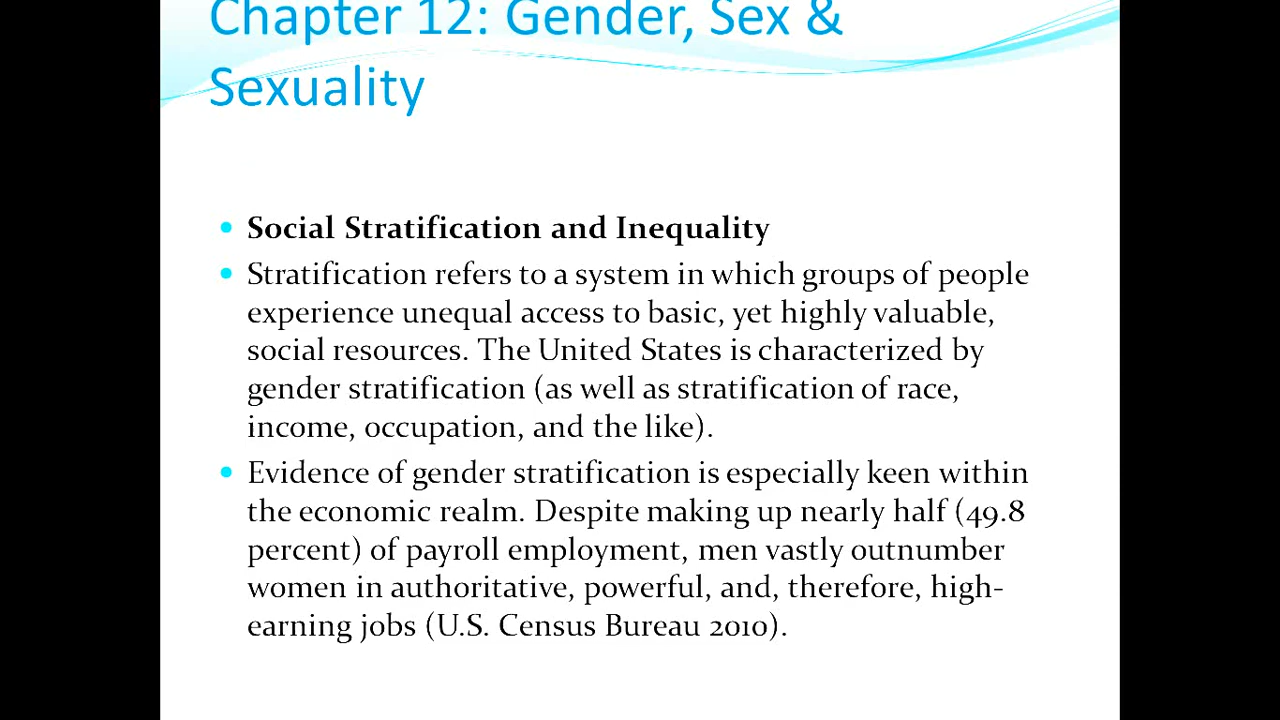 Chapter 12: Gender, Sex &
Sexuality
• Social Stratification and Inequality
• Stratification refers to a system in which groups of people
experience unequal access to basic, yet highly valuable,
social resources. The United States is characterized by
gender stratification (as well as stratification of race,
income, occupation, and the like).
• Evidence of gender stratification is especially keen within
the economic realm. Despite making up nearly half (49.8
percent) of payroll employment, men vastly outnumber
women in authoritative, powerful, and, therefore, high-
earning jobs (U.S. Census Bureau 2010).